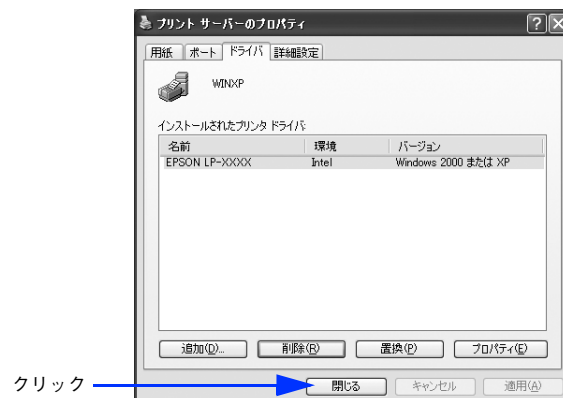 プリント サーバーのプロパティ
用紙 ポート ドライバ 詳細設定
WINXP
インストールされたプリンタ ドライバ:
名前 環境 バージョン
EPSON LP-XXXX Intel Windows 2000 または XP
追加(D)... 削除(R) 置換(P) プロパティ(E)
クリック
閉じる キャンセル 適用(A)